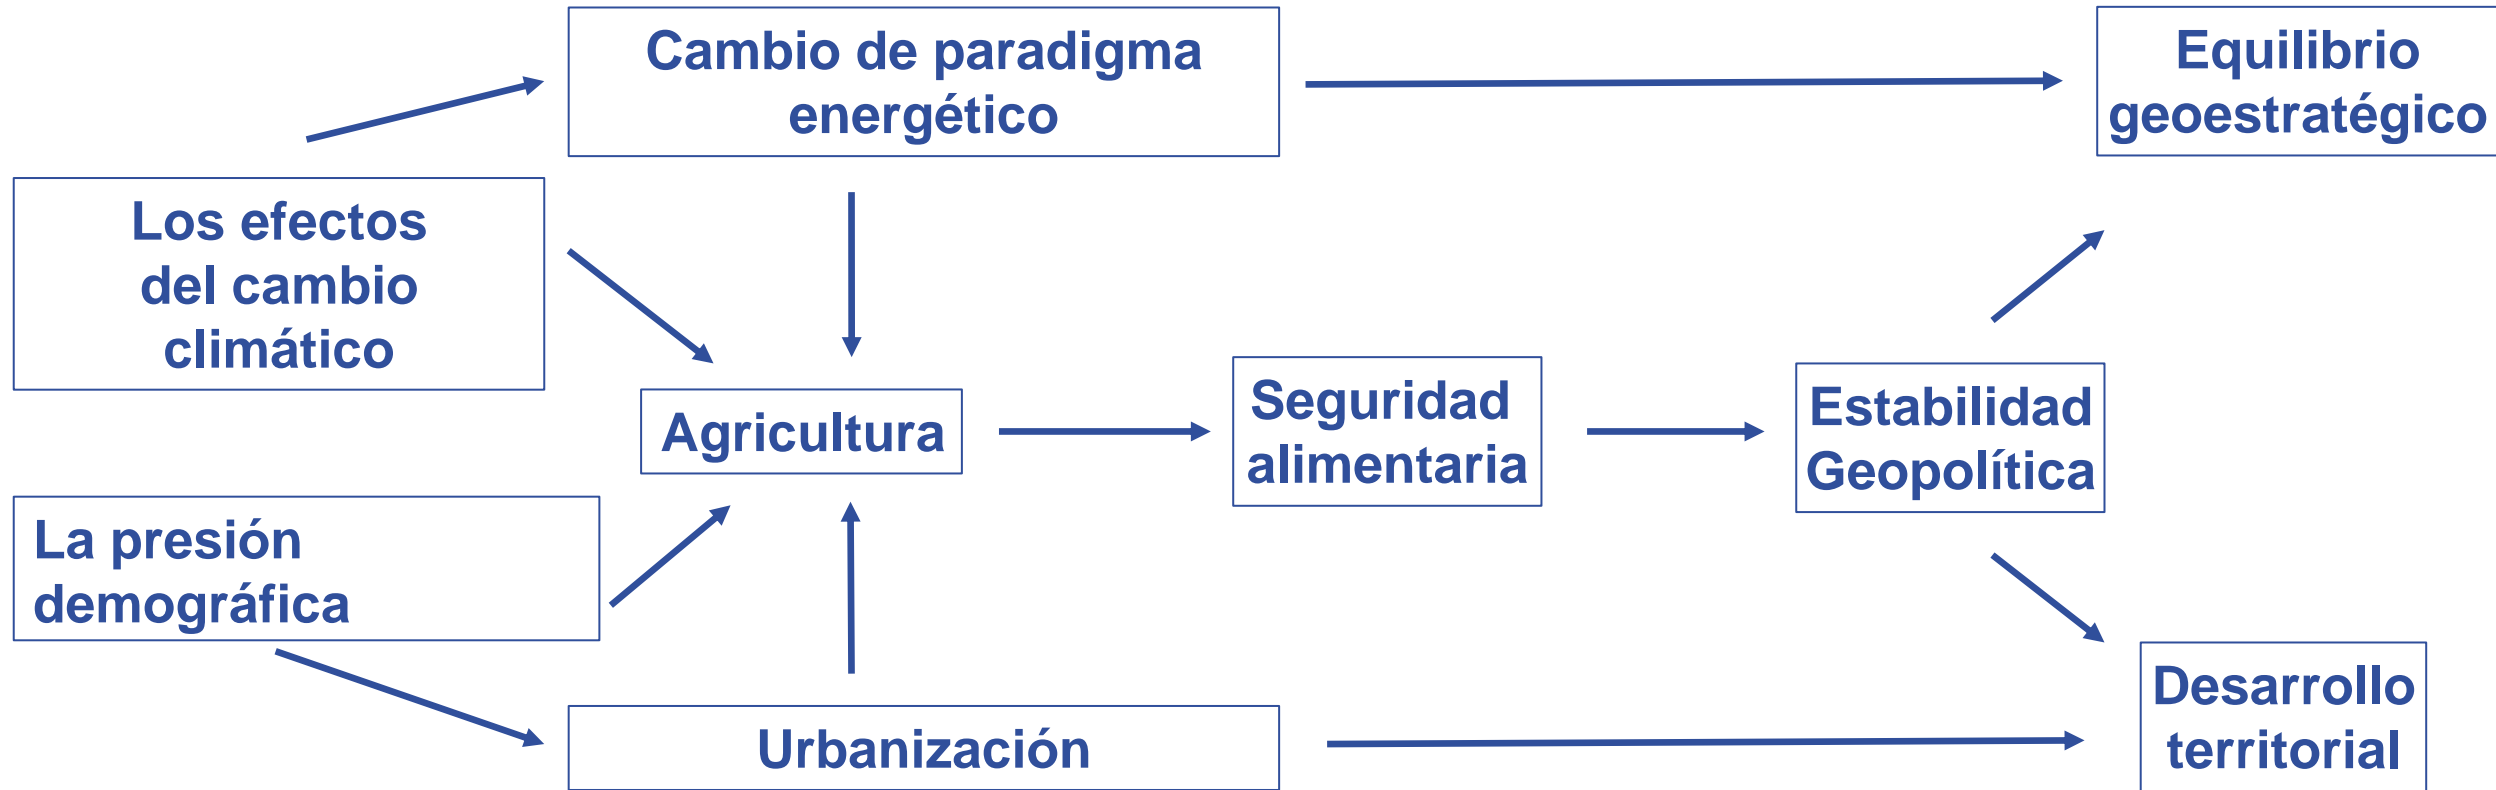 Cambio de paradigma
energético
Equilibrio
geoestratégico
Los efectos
del cambio
climático
Agricultura
Seguridad
alimentaria
Estabilidad
Geopolítica
La presión
demográfica
Urbanización
Desarrollo
territorial